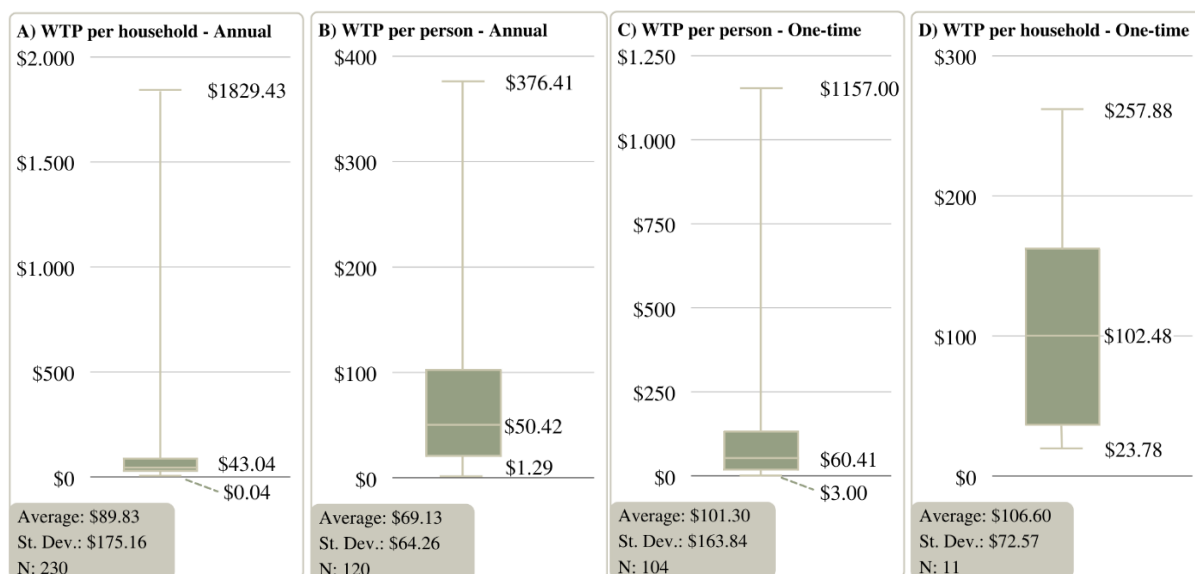 A) WTP per household - Annual
$2.000
$1829.43
$1.500
$1.000
$500
$43.04
$0
$0.04
Average: $89.83
St. Dev.: $175.16
N: 230
B) WTP per person - Annual
$400
$376.41
$300
$200
$100
$50.42
$1.29
$0
Average: $69.13
St. Dev.: $64.26
N: 120
C) WTP per person - One-time
$1.250
$1157.00
$1.000
$750
$500
$250
$60.41
$0
$3.00
Average: $101.30
St. Dev.: $163.84
N: 104
D) WTP per household - One-time
$300
$257.88
$200
$100
$102.48
$23.78
$0
Average: $106.60
St. Dev.: $72.57
N: 11